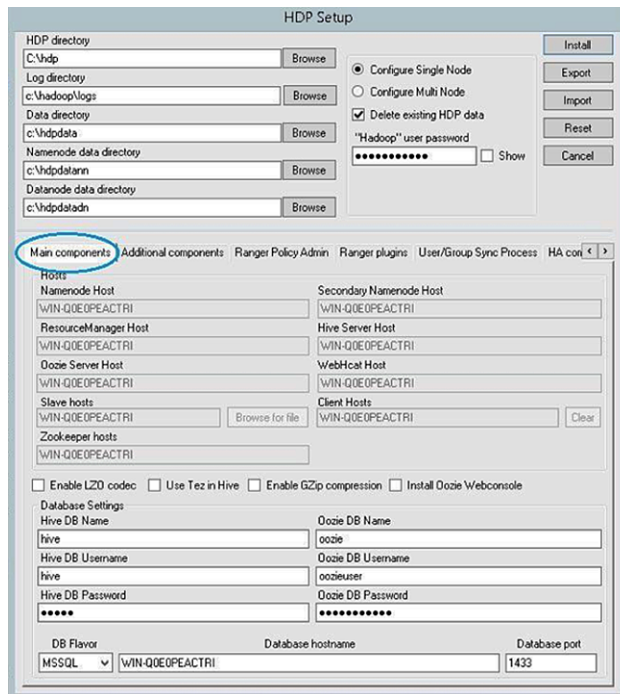 HDP Setup
HDP directory
C:\hdp
Browse
Log directory
c:\hadoop\logs
Browse
Data directory
c:\hdpdata
Browse
Namenode data directory
c:\hdpdatann
Browse
Datanode data directory
c:\hdpdatadn
Browse
Configure Single Node
Configure Multi Node
Delete existing HDP data
"Hadoop" user password
●●●●●●●●●●●
Show
Install
Export
Import
Reset
Cancel
Main components
Additional components
Ranger Policy Admin
Ranger plugins
User/Group Sync Process
HA con
Hosts
Namenode Host
WIN-Q0E0PEACTRI
Secondary Namenode Host
WIN-Q0E0PEACTRI
ResourceManager Host
WIN-Q0E0PEACTRI
Hive Server Host
WIN-Q0E0PEACTRI
Oozie Server Host
WIN-Q0E0PEACTRI
WebHcat Host
WIN-Q0E0PEACTRI
Slave hosts
WIN-Q0E0PEACTRI
Browse for file
Client Hosts
WIN-Q0E0PEACTRI
Clear
Zookeeper hosts
WIN-Q0E0PEACTRI
Enable LZO codec
Use Tez in Hive
Enable GZip compression
Install Oozie Webconsole
Database Settings
Hive DB Name
hive
Oozie DB Name
oozie
Hive DB Username
hive
Oozie DB Username
oozieuser
Hive DB Password
●●●●●
Oozie DB Password
●●●●●●●●●●●
DB Flavor
MSSQL
Database hostname
WIN-Q0E0PEACTRI
Database port
1433